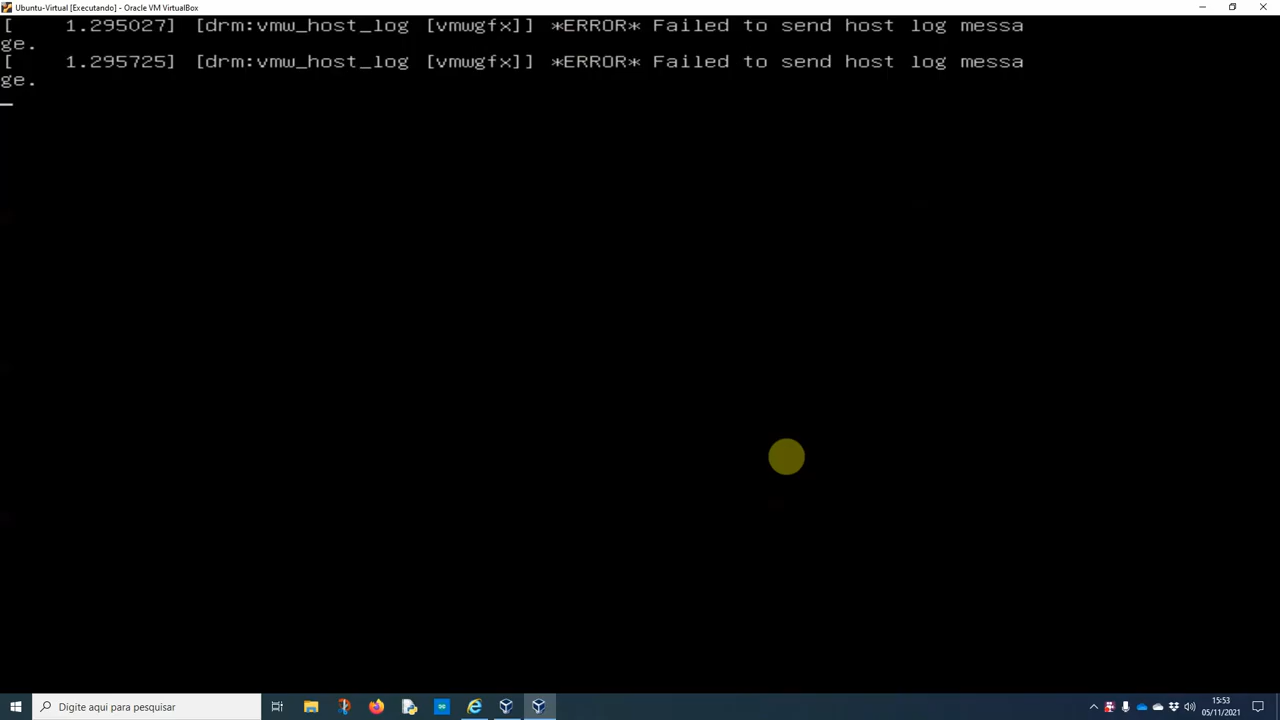 Ubuntu-Virtual [Executando] - Oracle VM VirtualBox
[    1.295027] [drm:vmw_host_log [vmwgfx]] *ERROR* Failed to send host log messa
ge.
[    1.295725] [drm:vmw_host_log [vmwgfx]] *ERROR* Failed to send host log messa
ge.
Digite aqui para pesquisar
15:53
05/11/2021